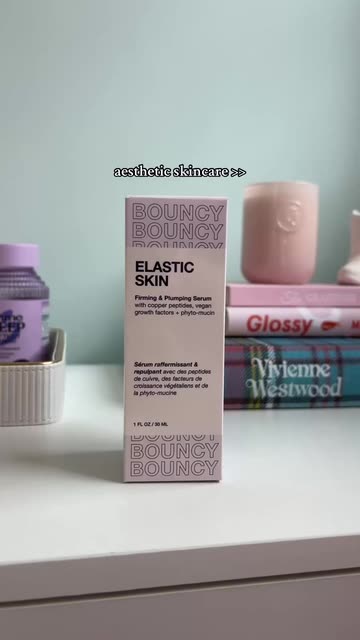 aesthetic skincare >>
BOUNCY
BOUNCY
BOUNCY
ELASTIC
SKIN
Firming & Plumping Serum
with copper peptides, vegan
growth factors + phyto-mucin
Sérum raffermissant &
repulpant avec des peptides
de cuivre, des facteurs de
croissance végétaliens et de
la phyto-mucine
1 FL OZ / 30 ML
BOUNCY
BOUNCY
BOUNCY
Glossy
Vivienne
Westwood